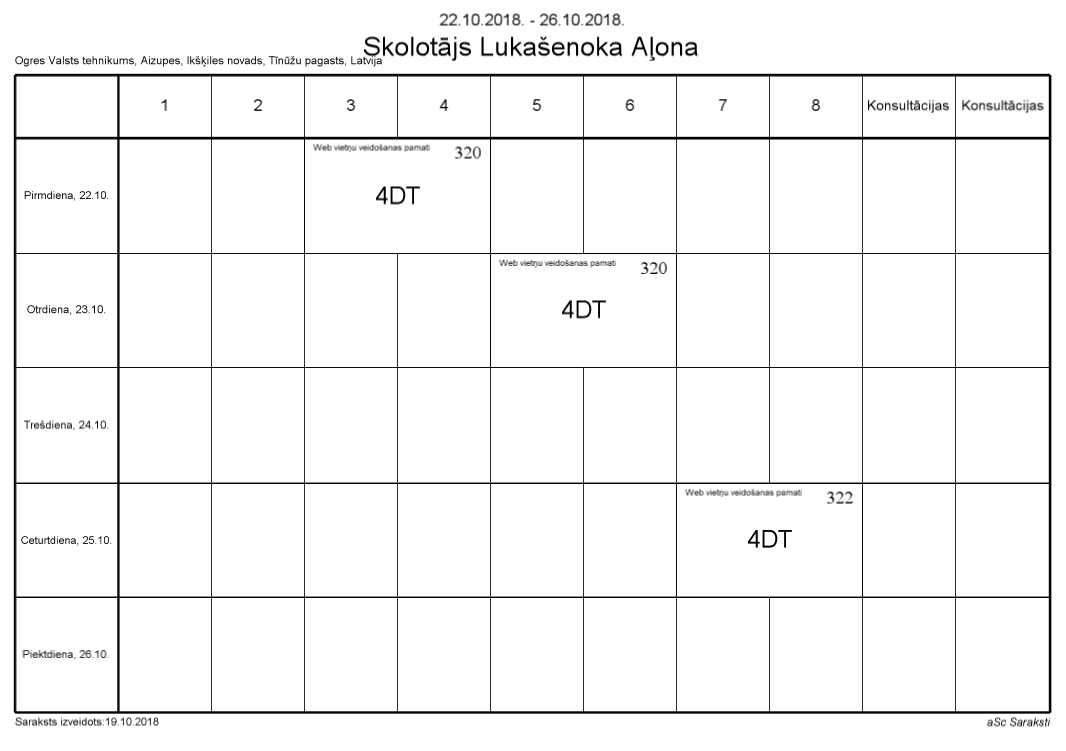 22.10.2018. - 26.10.2018.
Skolotājs Lukašenoka Aļona
Ogres Valsts tehnikums, Aizupes, Ikšķiles novads, Tīnūžu pagasts, Latvija
1 2 3 4 5 6 7 8 Konsultācijas Konsultācijas
Web vietņu veidošanas pamati 320
Pirmdiena, 22.10. 4DT
Web vietņu veidošanas pamati 320
Otrdiena, 23.10. 4DT
Trešdiena, 24.10.
Web vietņu veidošanas pamati 322
Ceturtdiena, 25.10. 4DT
Piektdiena, 26.10.
Saraksts izveidots:19.10.2018 aSc Saraksti